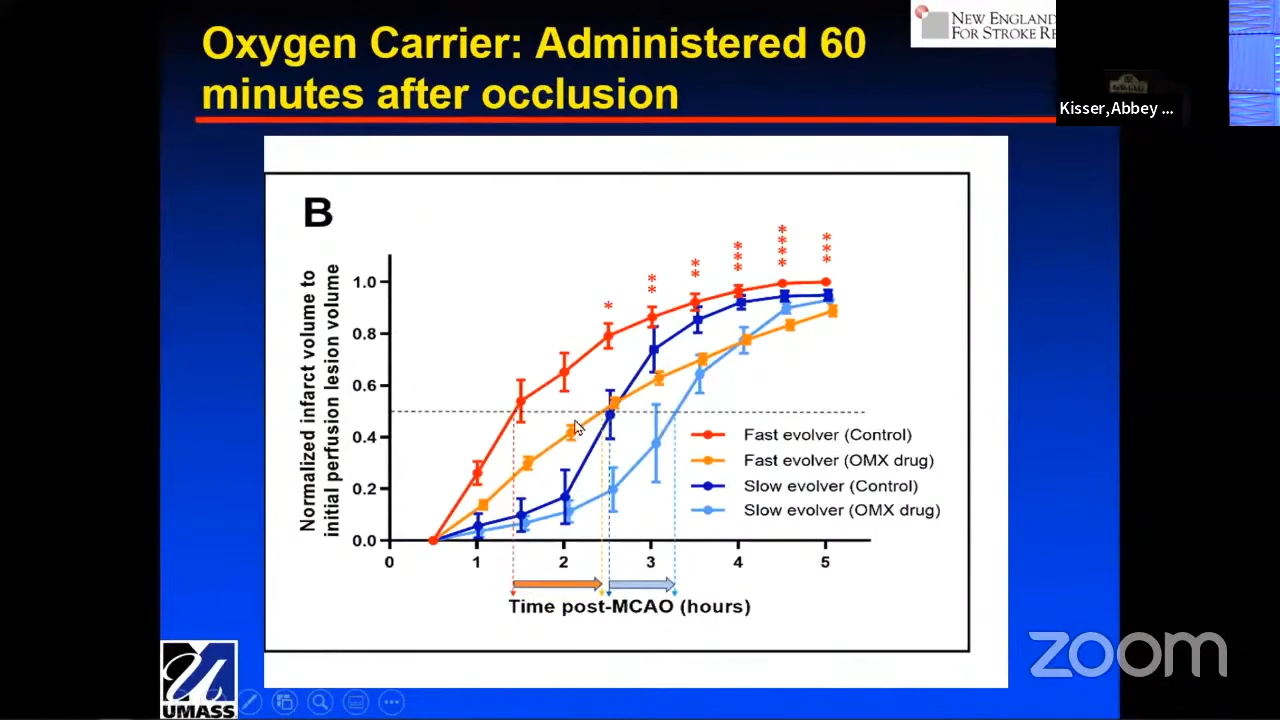 Oxygen Carrier: Administered 60
minutes after occlusion
NEW ENGLAND
FOR STROKE RE
Kisser,Abbey ...
B
Normalized infarct volume to
initial perfusion lesion volume
1.0
0.8
0.6
0.4
0.2
0.0
* ** ** *** **** ***
Fast evolver (Control)
Fast evolver (OMX drug)
Slow evolver (Control)
Slow evolver (OMX drug)
0 1 2 3 4 5
Time post-MCAO (hours)
UMASS
zoom